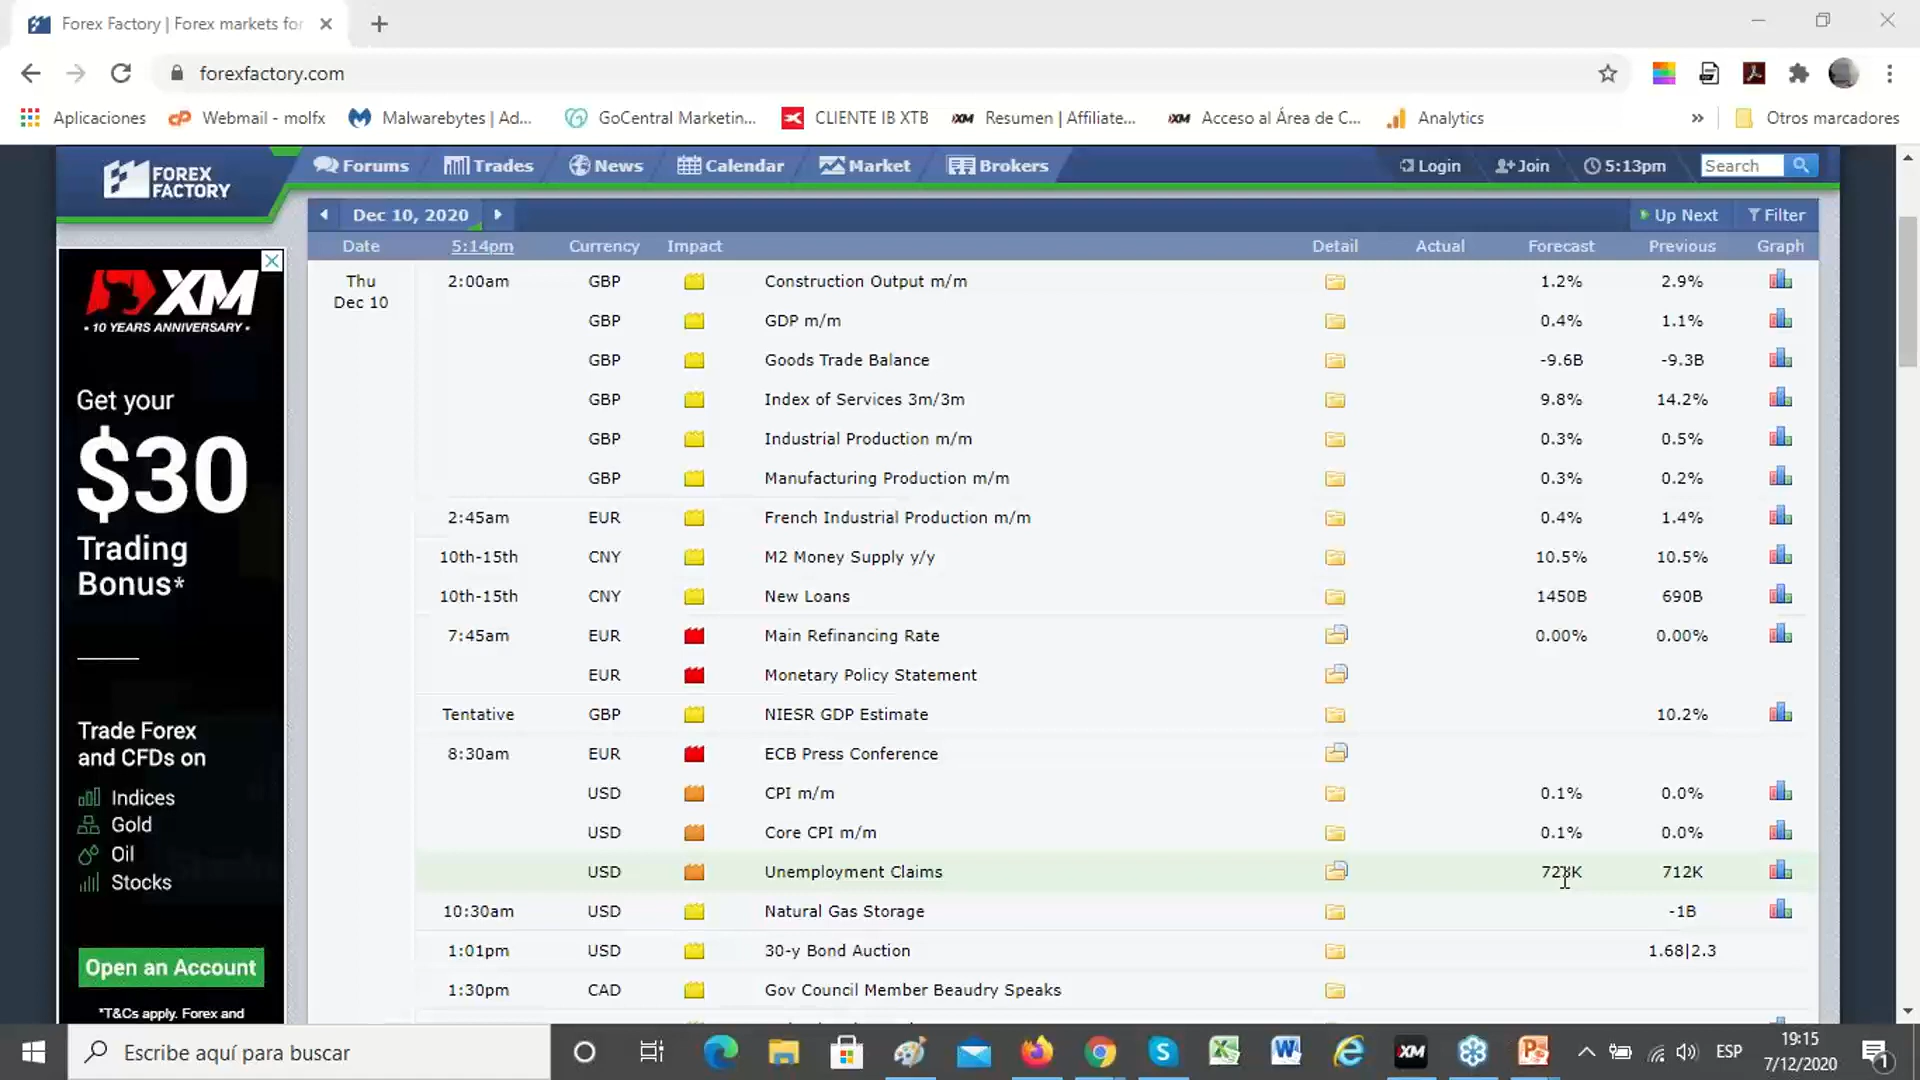 Forex Factory | Forex markets for
forexfactory.com
Aplicaciones Webmail - molfx Malwarebytes | Ad... GoCentral Marketin... CLIENTE IB XTB XM Resumen | Affiliate... XM Acceso al Área de C... Analytics » Otros marcadores
FOREX FACTORY Forums Trades News Calendar Market Brokers Login Join 5:13pm Search
Dec 10, 2020 Up Next Filter
Date 5:14pm Currency Impact Detail Actual Forecast Previous Graph
Thu Dec 10 2:00am GBP Construction Output m/m 1.2% 2.9%
GBP GDP m/m 0.4% 1.1%
GBP Goods Trade Balance -9.6B -9.3B
GBP Index of Services 3m/3m 9.8% 14.2%
GBP Industrial Production m/m 0.3% 0.5%
GBP Manufacturing Production m/m 0.3% 0.2%
2:45am EUR French Industrial Production m/m 0.4% 1.4%
10th-15th CNY M2 Money Supply y/y 10.5% 10.5%
10th-15th CNY New Loans 1450B 690B
7:45am EUR Main Refinancing Rate 0.00% 0.00%
EUR Monetary Policy Statement
Tentative GBP NIESR GDP Estimate 10.2%
8:30am EUR ECB Press Conference
USD CPI m/m 0.1% 0.0%
USD Core CPI m/m 0.1% 0.0%
USD Unemployment Claims 712K
10:30am USD Natural Gas Storage -1B
1:01pm USD 30-y Bond Auction 1.68|2.3
1:30pm CAD Gov Council Member Beaudry Speaks
XM
• 10 YEARS ANNIVERSARY •
Get your
$30
Trading
Bonus*
Trade Forex
and CFDs on
Indices
Gold
Oil
Stocks
Open an Account
*T&Cs apply. Forex and
Escribe aquí para buscar
XM
ESP
19:15
7/12/2020
1